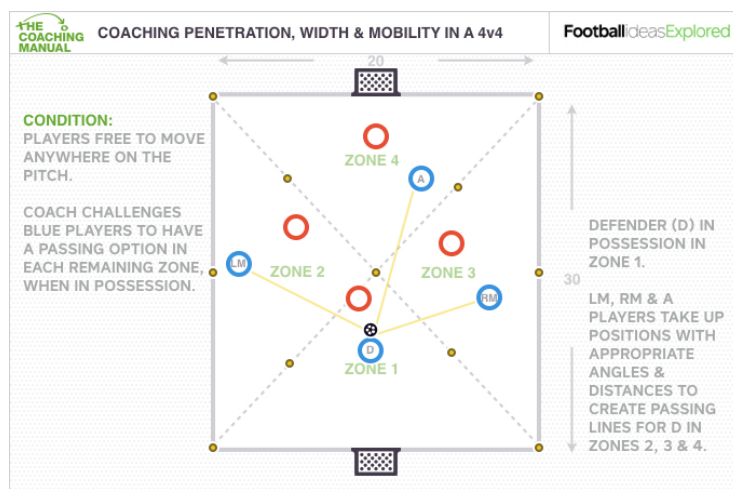 THE
COACHING
MANUAL
COACHING PENETRATION, WIDTH & MOBILITY IN A 4v4
FootballideasExplored
20
CONDITION:
PLAYERS FREE TO MOVE
ANYWHERE ON THE
PITCH.
COACH CHALLENGES
BLUE PLAYERS TO HAVE
A PASSING OPTION IN
EACH REMAINING ZONE,
WHEN IN POSSESSION.
ZONE 4
A
LM
ZONE 2
ZONE 3
RM
D
ZONE 1
DEFENDER (D) IN
POSSESSION IN
ZONE 1.
30
LM, RM & A
PLAYERS TAKE UP
POSITIONS WITH
APPROPRIATE
ANGLES &
DISTANCES TO
CREATE PASSING
LINES FOR D IN
ZONES 2, 3 & 4.